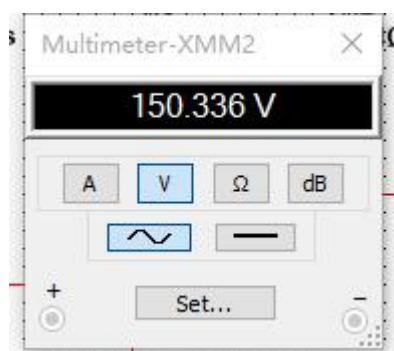 Multimeter-XMM2
150.336 V
A V Ω dB
+ Set... −